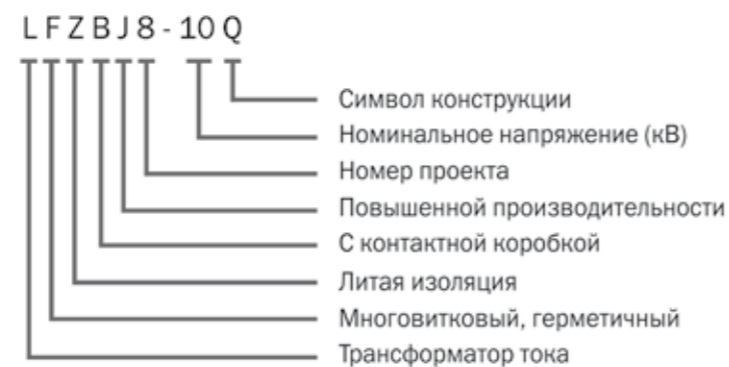 LFZBJ8-10Q
Символ конструкции
Номинальное напряжение (кВ)
Номер проекта
Повышенной производительности
С контактной коробкой
Литая изоляция
Многовитковый, герметичный
Трансформатор тока